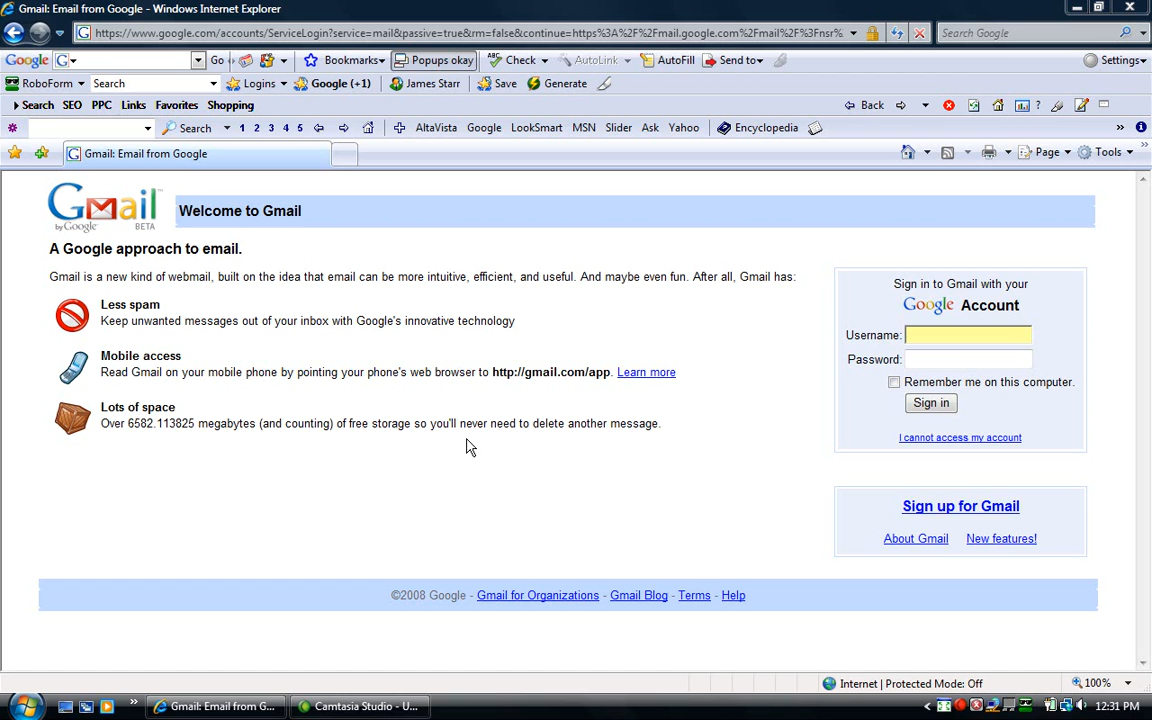 Gmail: Email from Google - Windows Internet Explorer
https://www.google.com/accounts/ServiceLogin?service=mail&passive=true&rm=false&continue=https%3A%2F%2Fmail.google.com%2Fmail%2F%3Fnsr% Search Google
Google G Go Bookmarks Popups okay Check AutoLink AutoFill Send to Settings
RoboForm Search Logins Google (+1) James Starr Save Generate
Search SEO PPC Links Favorites Shopping Back
Search 1 2 3 4 5 AltaVista Google LookSmart MSN Slider Ask Yahoo Encyclopedia
Gmail: Email from Google Page Tools
Gmail
by Google BETA
Welcome to Gmail
A Google approach to email.
Gmail is a new kind of webmail, built on the idea that email can be more intuitive, efficient, and useful. And maybe even fun. After all, Gmail has:
Less spam
Keep unwanted messages out of your inbox with Google's innovative technology
Mobile access
Read Gmail on your mobile phone by pointing your phone's web browser to http://gmail.com/app. Learn more
Lots of space
Over 6582.113825 megabytes (and counting) of free storage so you'll never need to delete another message.
Sign in to Gmail with your
Google Account
Username:
Password:
Remember me on this computer.
Sign in
I cannot access my account
Sign up for Gmail
About Gmail New features!
©2008 Google - Gmail for Organizations - Gmail Blog - Terms - Help
Internet | Protected Mode: Off 100%
Gmail: Email from G... Camtasia Studio - U... 12:31 PM